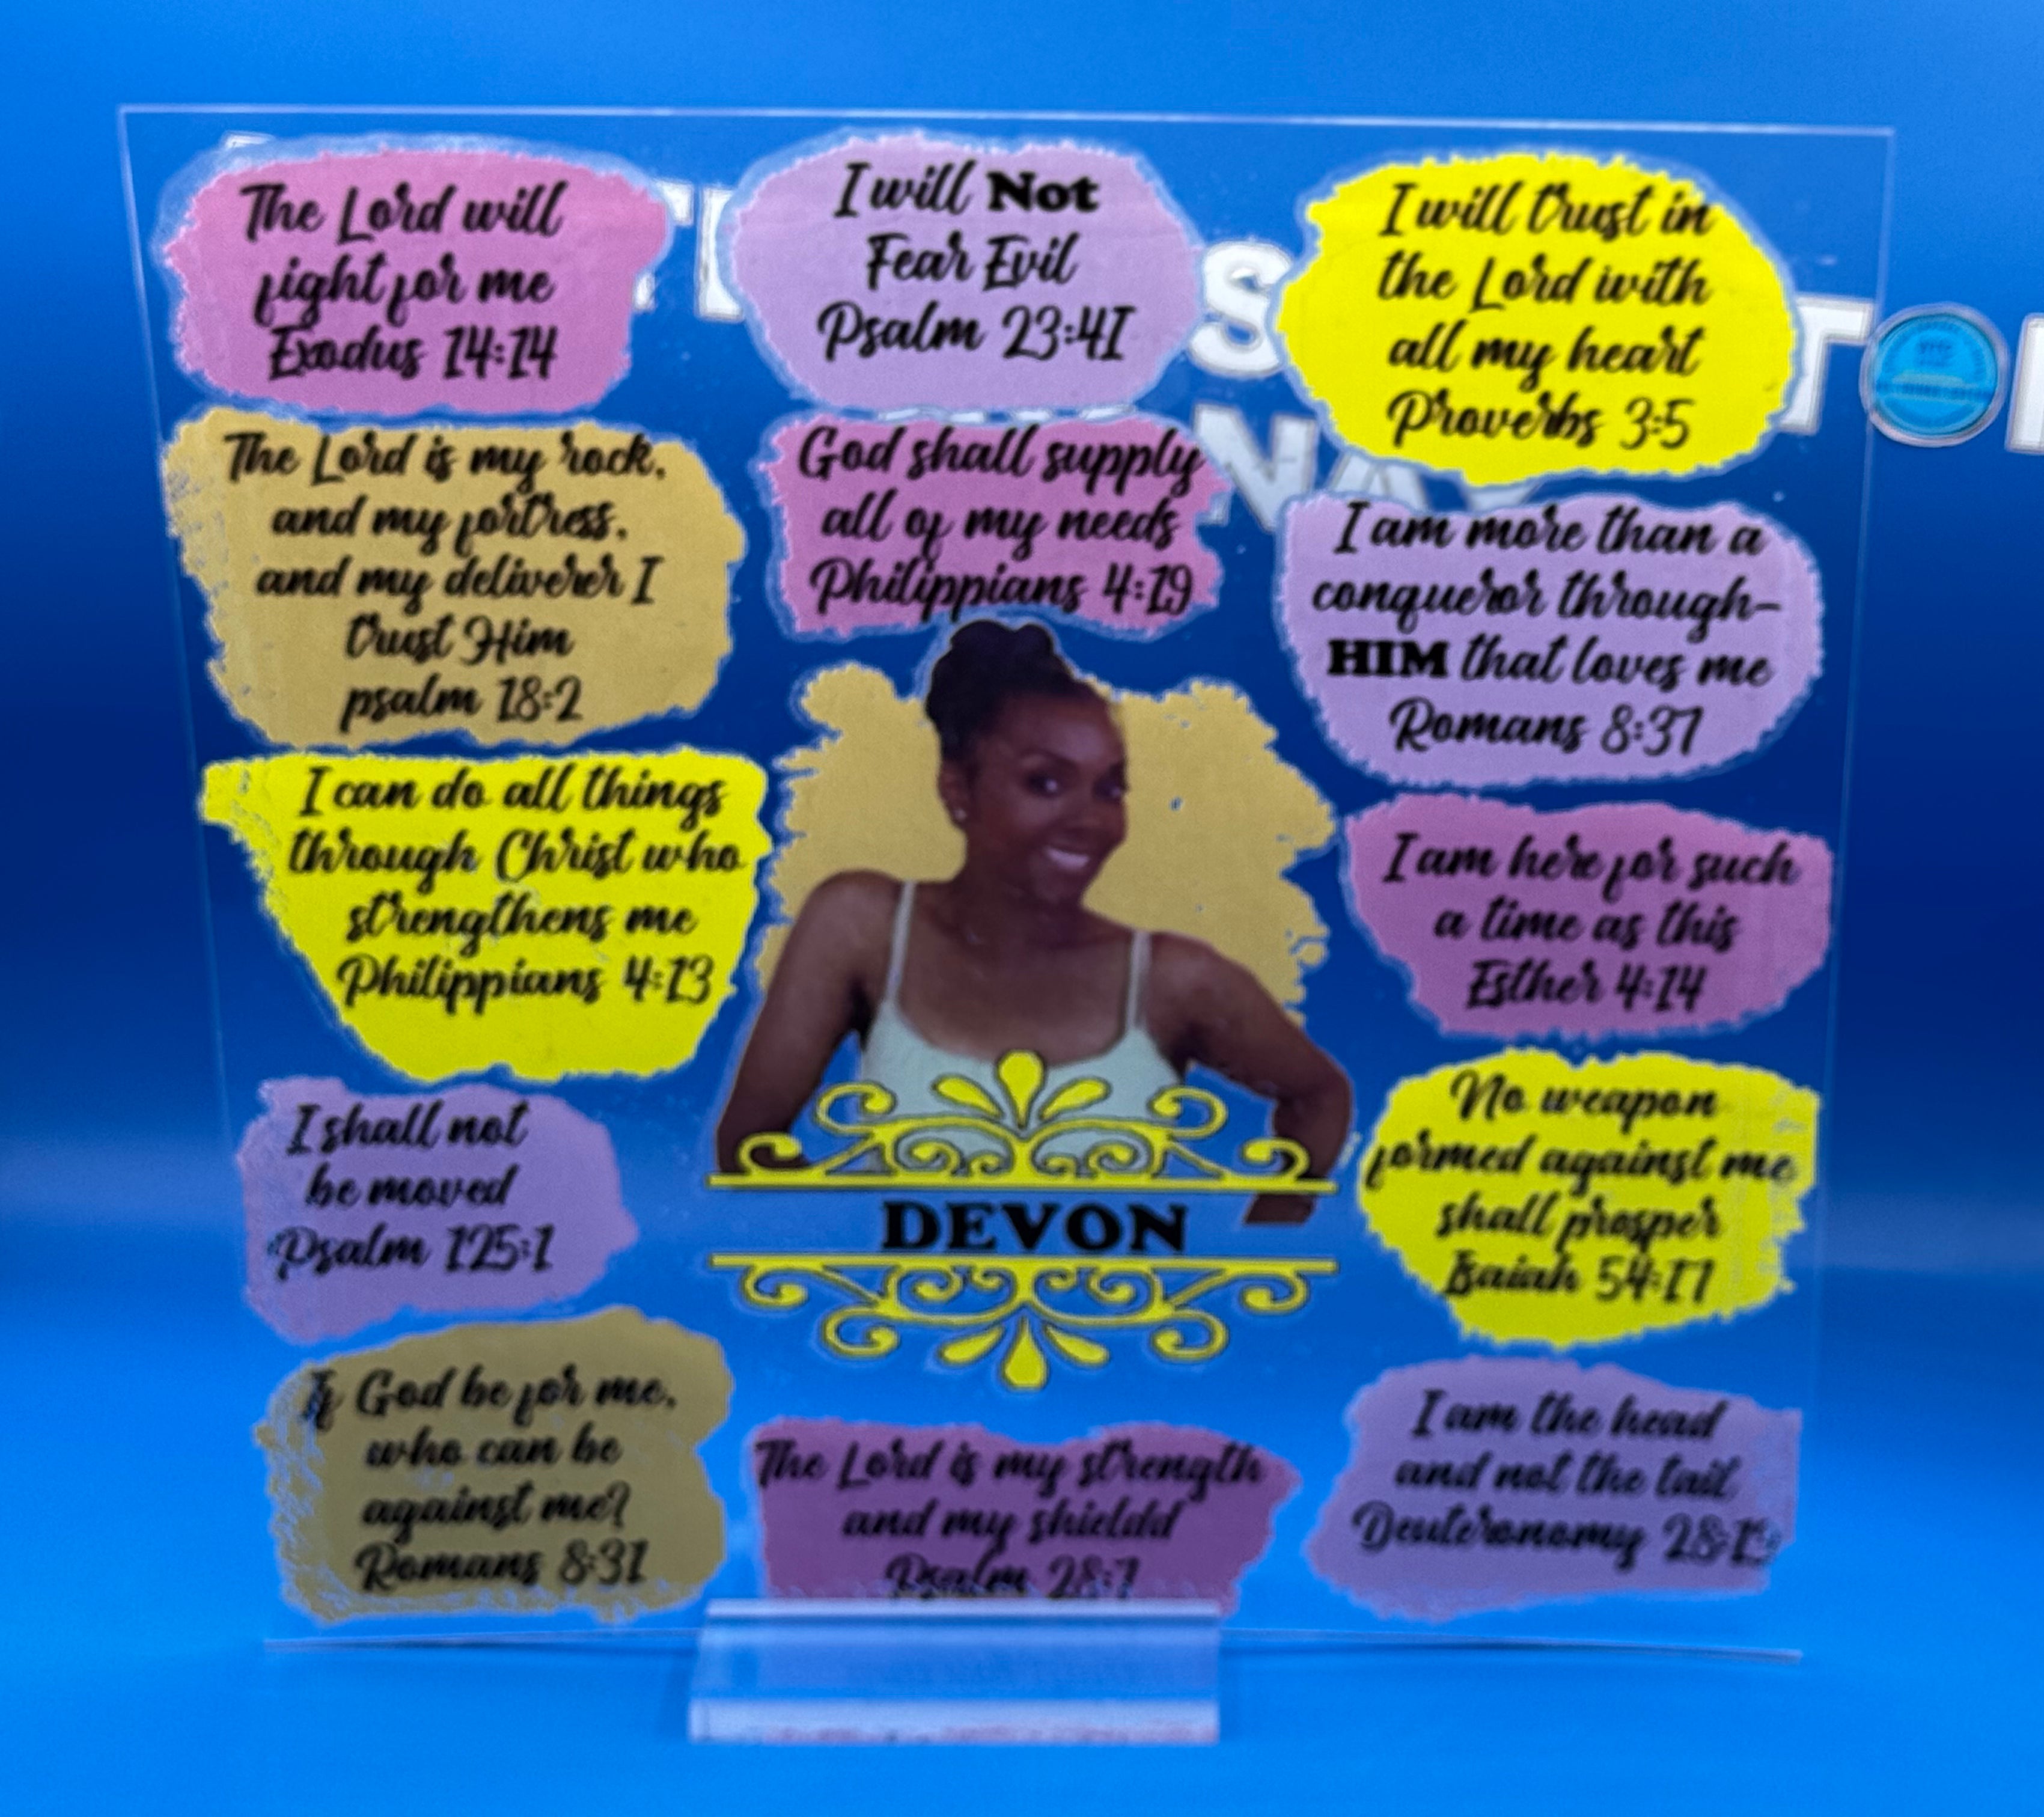 The Lord will
fight for me
Exodus 14:14
I will Not
Fear Evil
Psalm 23:41
I will trust in
the Lord with
all my heart
Proverbs 3:5
The Lord is my rock,
and my fortress,
and my deliverer I
trust Him
psalm 18:2
God shall supply
all of my needs
Philippians 4:19
I am more than a
conqueror through-
HIM that loves me
Romans 8:37
I can do all things
through Christ who
strengthens me
Philippians 4:13
I am here for such
a time as this
Esther 4:14
I shall not
be moved
Psalm 125:1
DEVON
No weapon
formed against me
shall prosper
Isaiah 54:17
If God be for me,
who can be
against me?
Romans 8:31
The Lord is my strength
and my shieldd
Psalm 28:7
I am the head
and not the tail
Deuteronomy